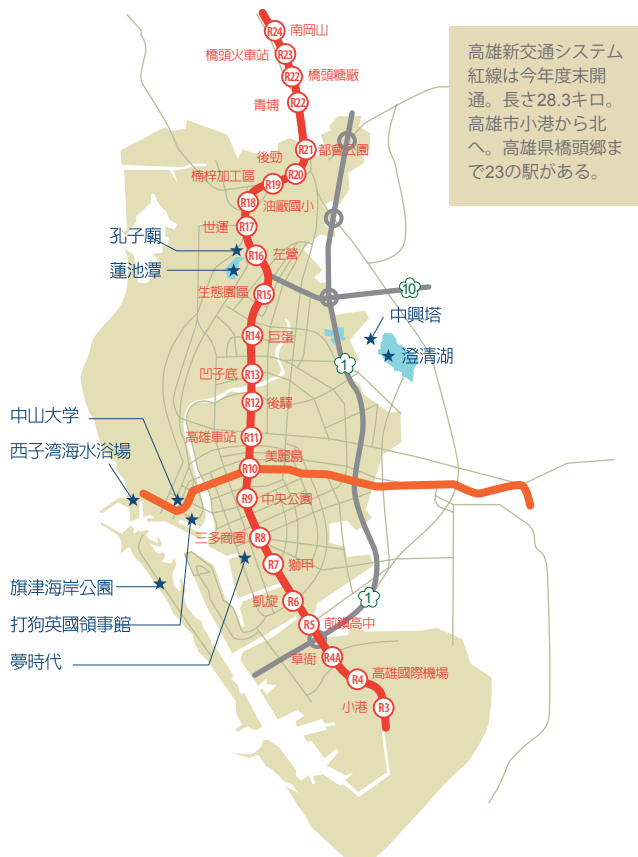 高雄新交通システム
紅線は今年度末開
通。長さ28.3キロ。
高雄市小港から北
へ。高雄県橋頭郷ま
で23の駅がある。
R24 南岡山
橋頭火車站 R23
R22 橋頭糖廠
青埔 R22
R21 都會公園
後勁 R20
楠梓加工區 R19
R18 油廠國小
世運 R17
孔子廟
R16 左營
蓮池潭
生態園區 R15
10
中興塔
R14 巨蛋
澄清湖
1
凹子底 R13
R12 後驛
中山大学
高雄車站 R11
西子湾海水浴場
美麗島
R10
R9 中央公園
三多商圈 R8
R7 獅甲
旗津海岸公園
凱旋 R6
1
打狗英國領事館
R5 前鎮高中
夢時代
草衙 R4A
R4 高雄國際機場
小港 R3